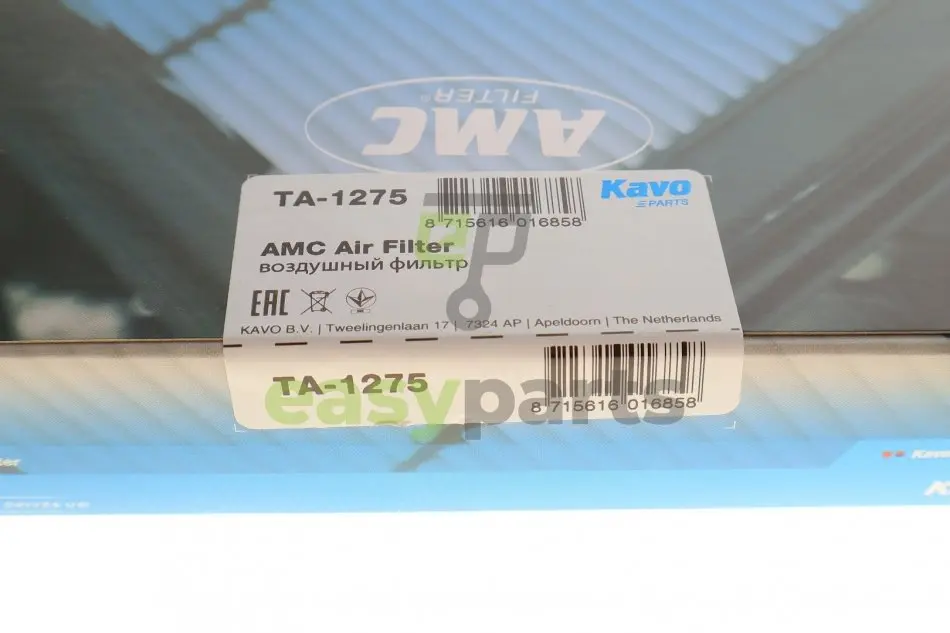 AMC
FILTER®
TA-1275
8 715616 016858
Kavo
PARTS
AMC Air Filter
воздушный фильтр
EAC
KAVO B.V. | Tweelingenlaan 17 | 7324 AP | Apeldoorn | The Netherlands
TA-1275
8 715616 016858
easyparts
Kavo